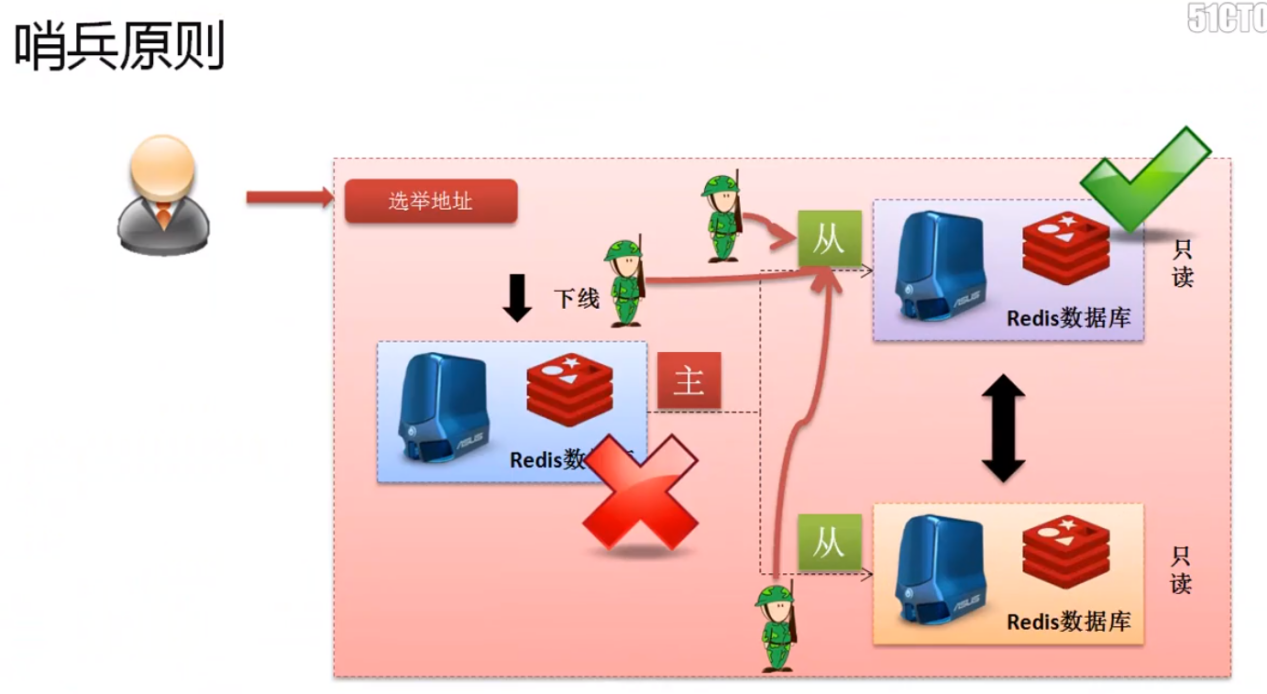 51CTO
哨兵原则
选举地址
从
只读
下线
Redis数据库
主
Redis数
从
只读
Redis数据库